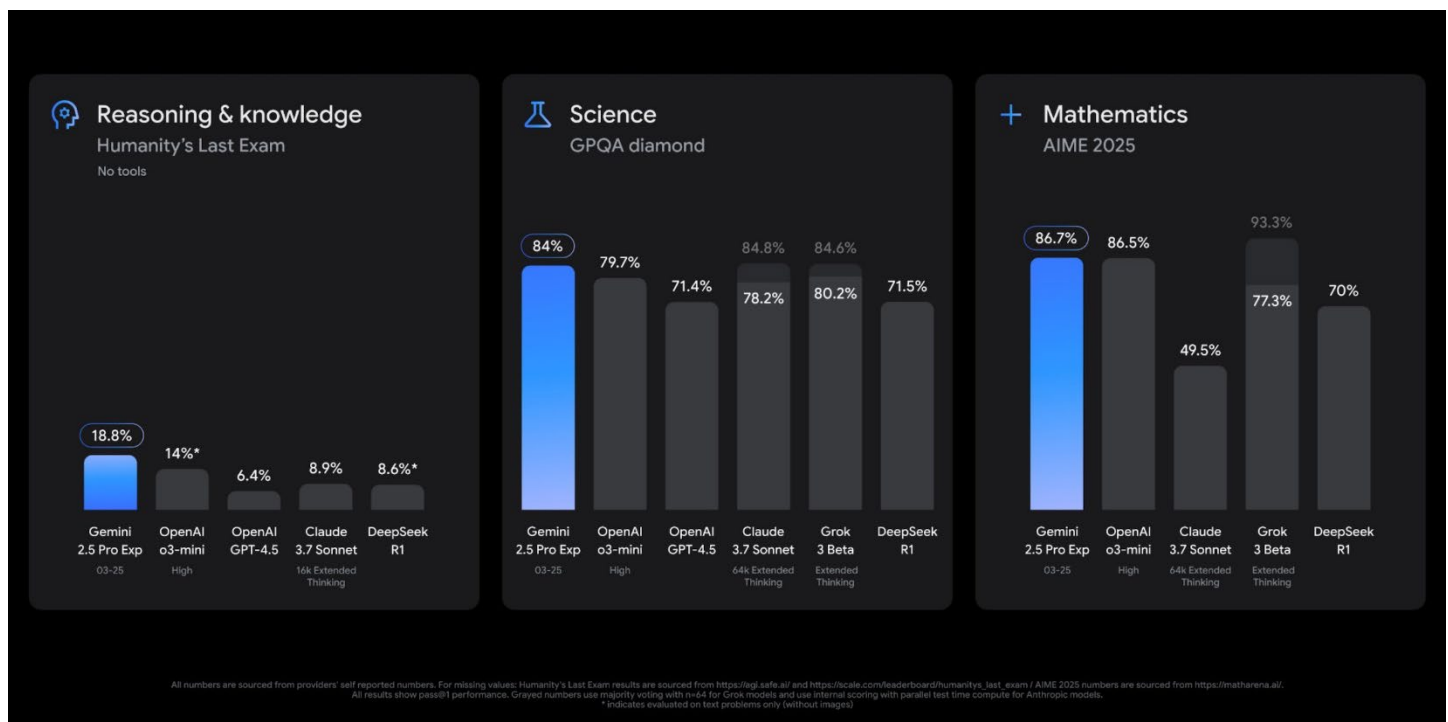 Reasoning & knowledge
Humanity's Last Exam
No tools
18.8%
14%*
6.4%
8.9%
8.6%*
Gemini
2.5 Pro Exp
03-25
OpenAI
o3-mini
High
OpenAI
GPT-4.5
Claude
3.7 Sonnet
16k Extended
Thinking
DeepSeek
R1
Science
GPQA diamond
84%
79.7%
71.4%
84.8%
78.2%
84.6%
80.2%
71.5%
Gemini
2.5 Pro Exp
03-25
OpenAI
o3-mini
High
OpenAI
GPT-4.5
Claude
3.7 Sonnet
64k Extended
Thinking
Grok
3 Beta
Extended
Thinking
DeepSeek
R1
Mathematics
AIME 2025
86.7%
86.5%
49.5%
93.3%
77.3%
70%
Gemini
2.5 Pro Exp
03-25
OpenAI
o3-mini
High
Claude
3.7 Sonnet
64k Extended
Thinking
Grok
3 Beta
Extended
Thinking
DeepSeek
R1
All numbers are sourced from providers' self reported numbers. For missing values: Humanity's Last Exam results are sourced from https://agi.safe.ai/ and https://scale.com/leaderboard/humanitys_last_exam / AIME 2025 numbers are sourced from https://matharena.ai/.
All results show pass@1 performance. Grayed numbers use majority voting with n=64 for Grok models and use internal scoring with parallel test time compute for Anthropic models.
* indicates evaluated on text problems only (without images)